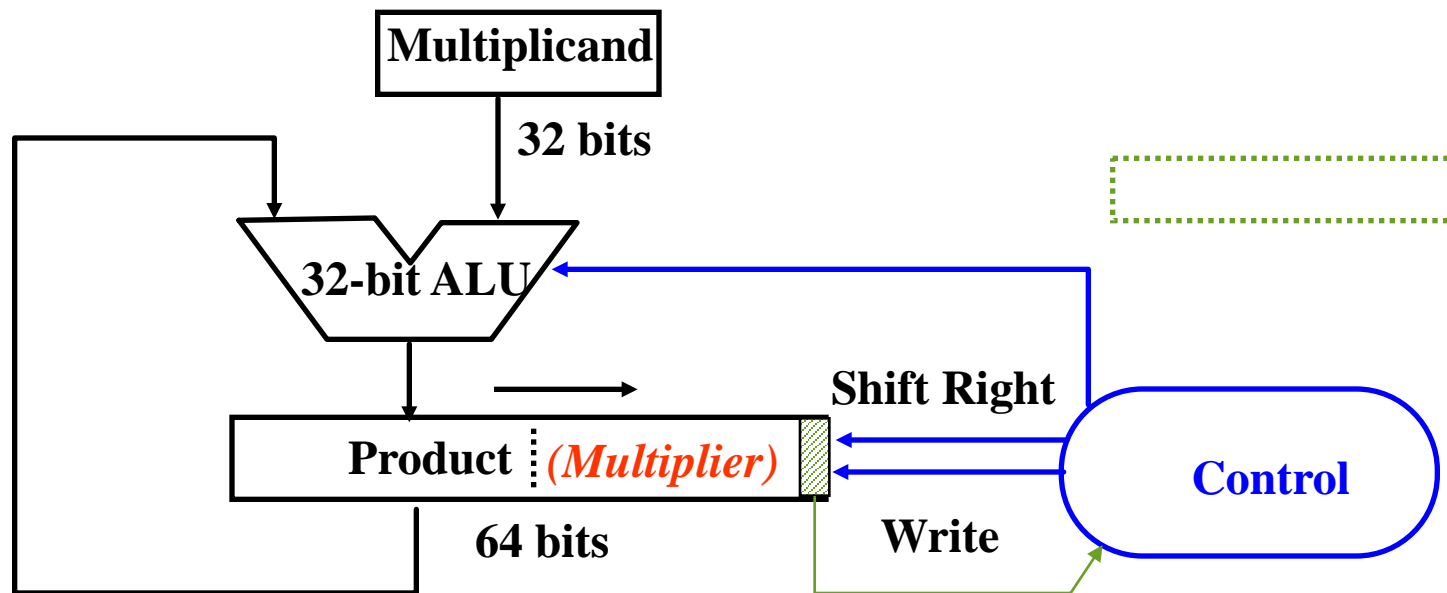 Multiplicand
32 bits
32-bit ALU
Shift Right
Product (Multiplier)
Control
64 bits
Write